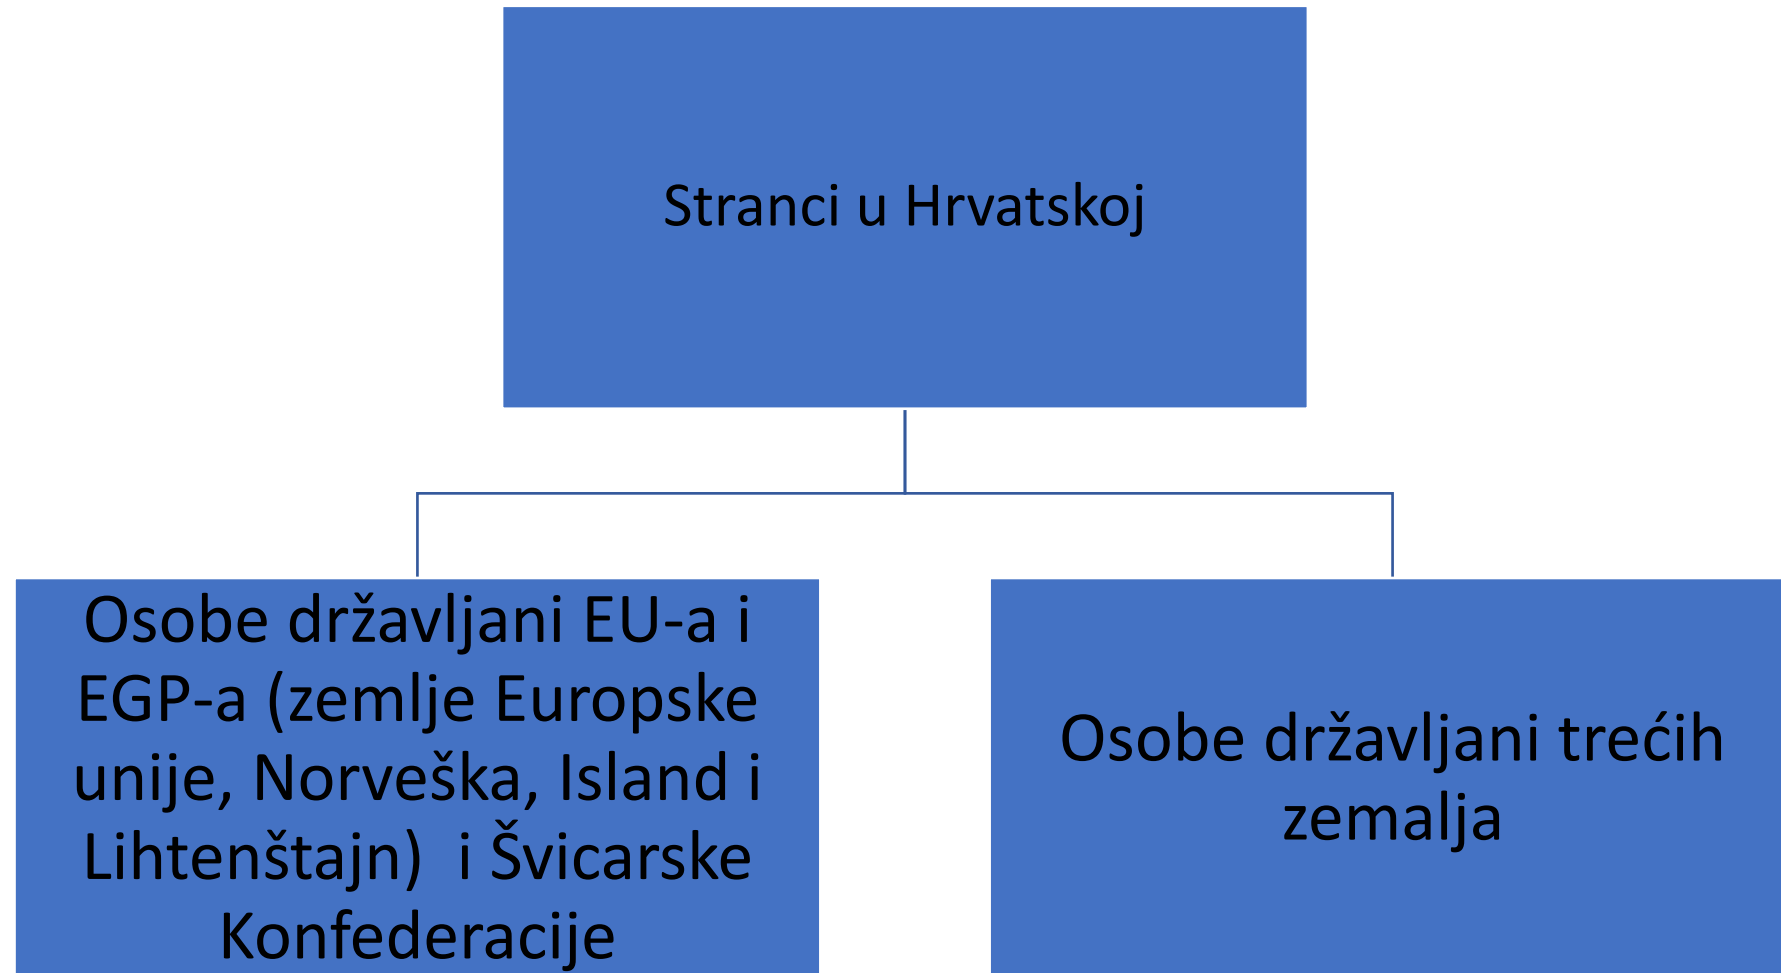 Stranci u Hrvatskoj
Osobe državljani EU-a i
EGP-a (zemlje Europske
unije, Norveška, Island i
Lihtenštajn)  i Švicarske
Konfederacije
Osobe državljani trećih
zemalja